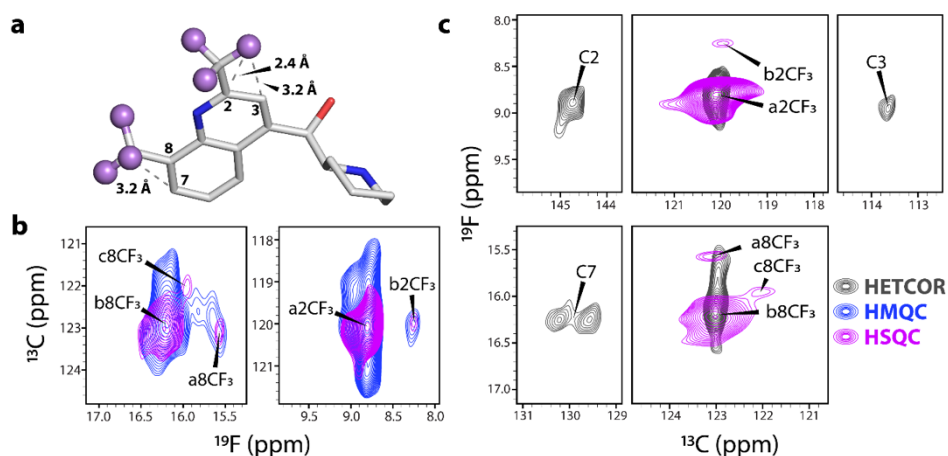 a
2.4 Å
3.2 Å
2
3
8
7
3.2 Å
b
121
122
123
124
¹³C (ppm)
c8CF₃
b8CF₃
a8CF₃
17.0 16.5 16.0 15.5
118
119
120
121
a2CF₃
b2CF₃
9.5 9.0 8.5 8.0
¹⁹F (ppm)
c
8.0
8.5
9.0
9.5
C2
145 144
b2CF₃
a2CF₃
121 120 119 118
C3
114 113
¹⁹F (ppm)
15.5
16.0
16.5
17.0
C7
131 130 129
a8CF₃
c8CF₃
b8CF₃
124 123 122 121
¹³C (ppm)
HETCOR
HMQC
HSQC